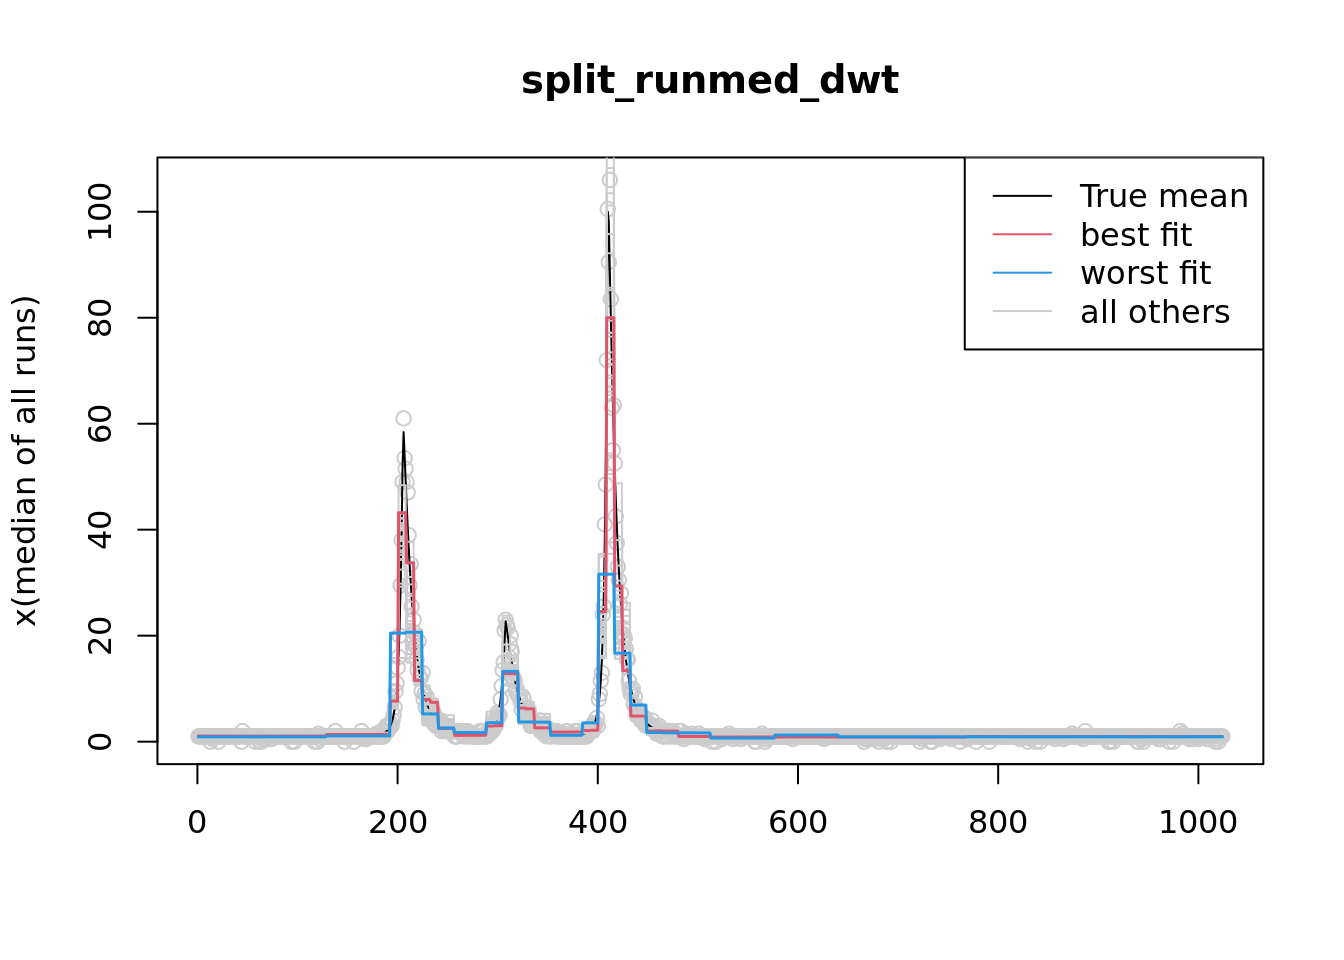 split_runmed_dwt
x(median of all runs)
100
80
60
40
20
0
True mean
best fit
worst fit
all others
0 200 400 600 800 1000